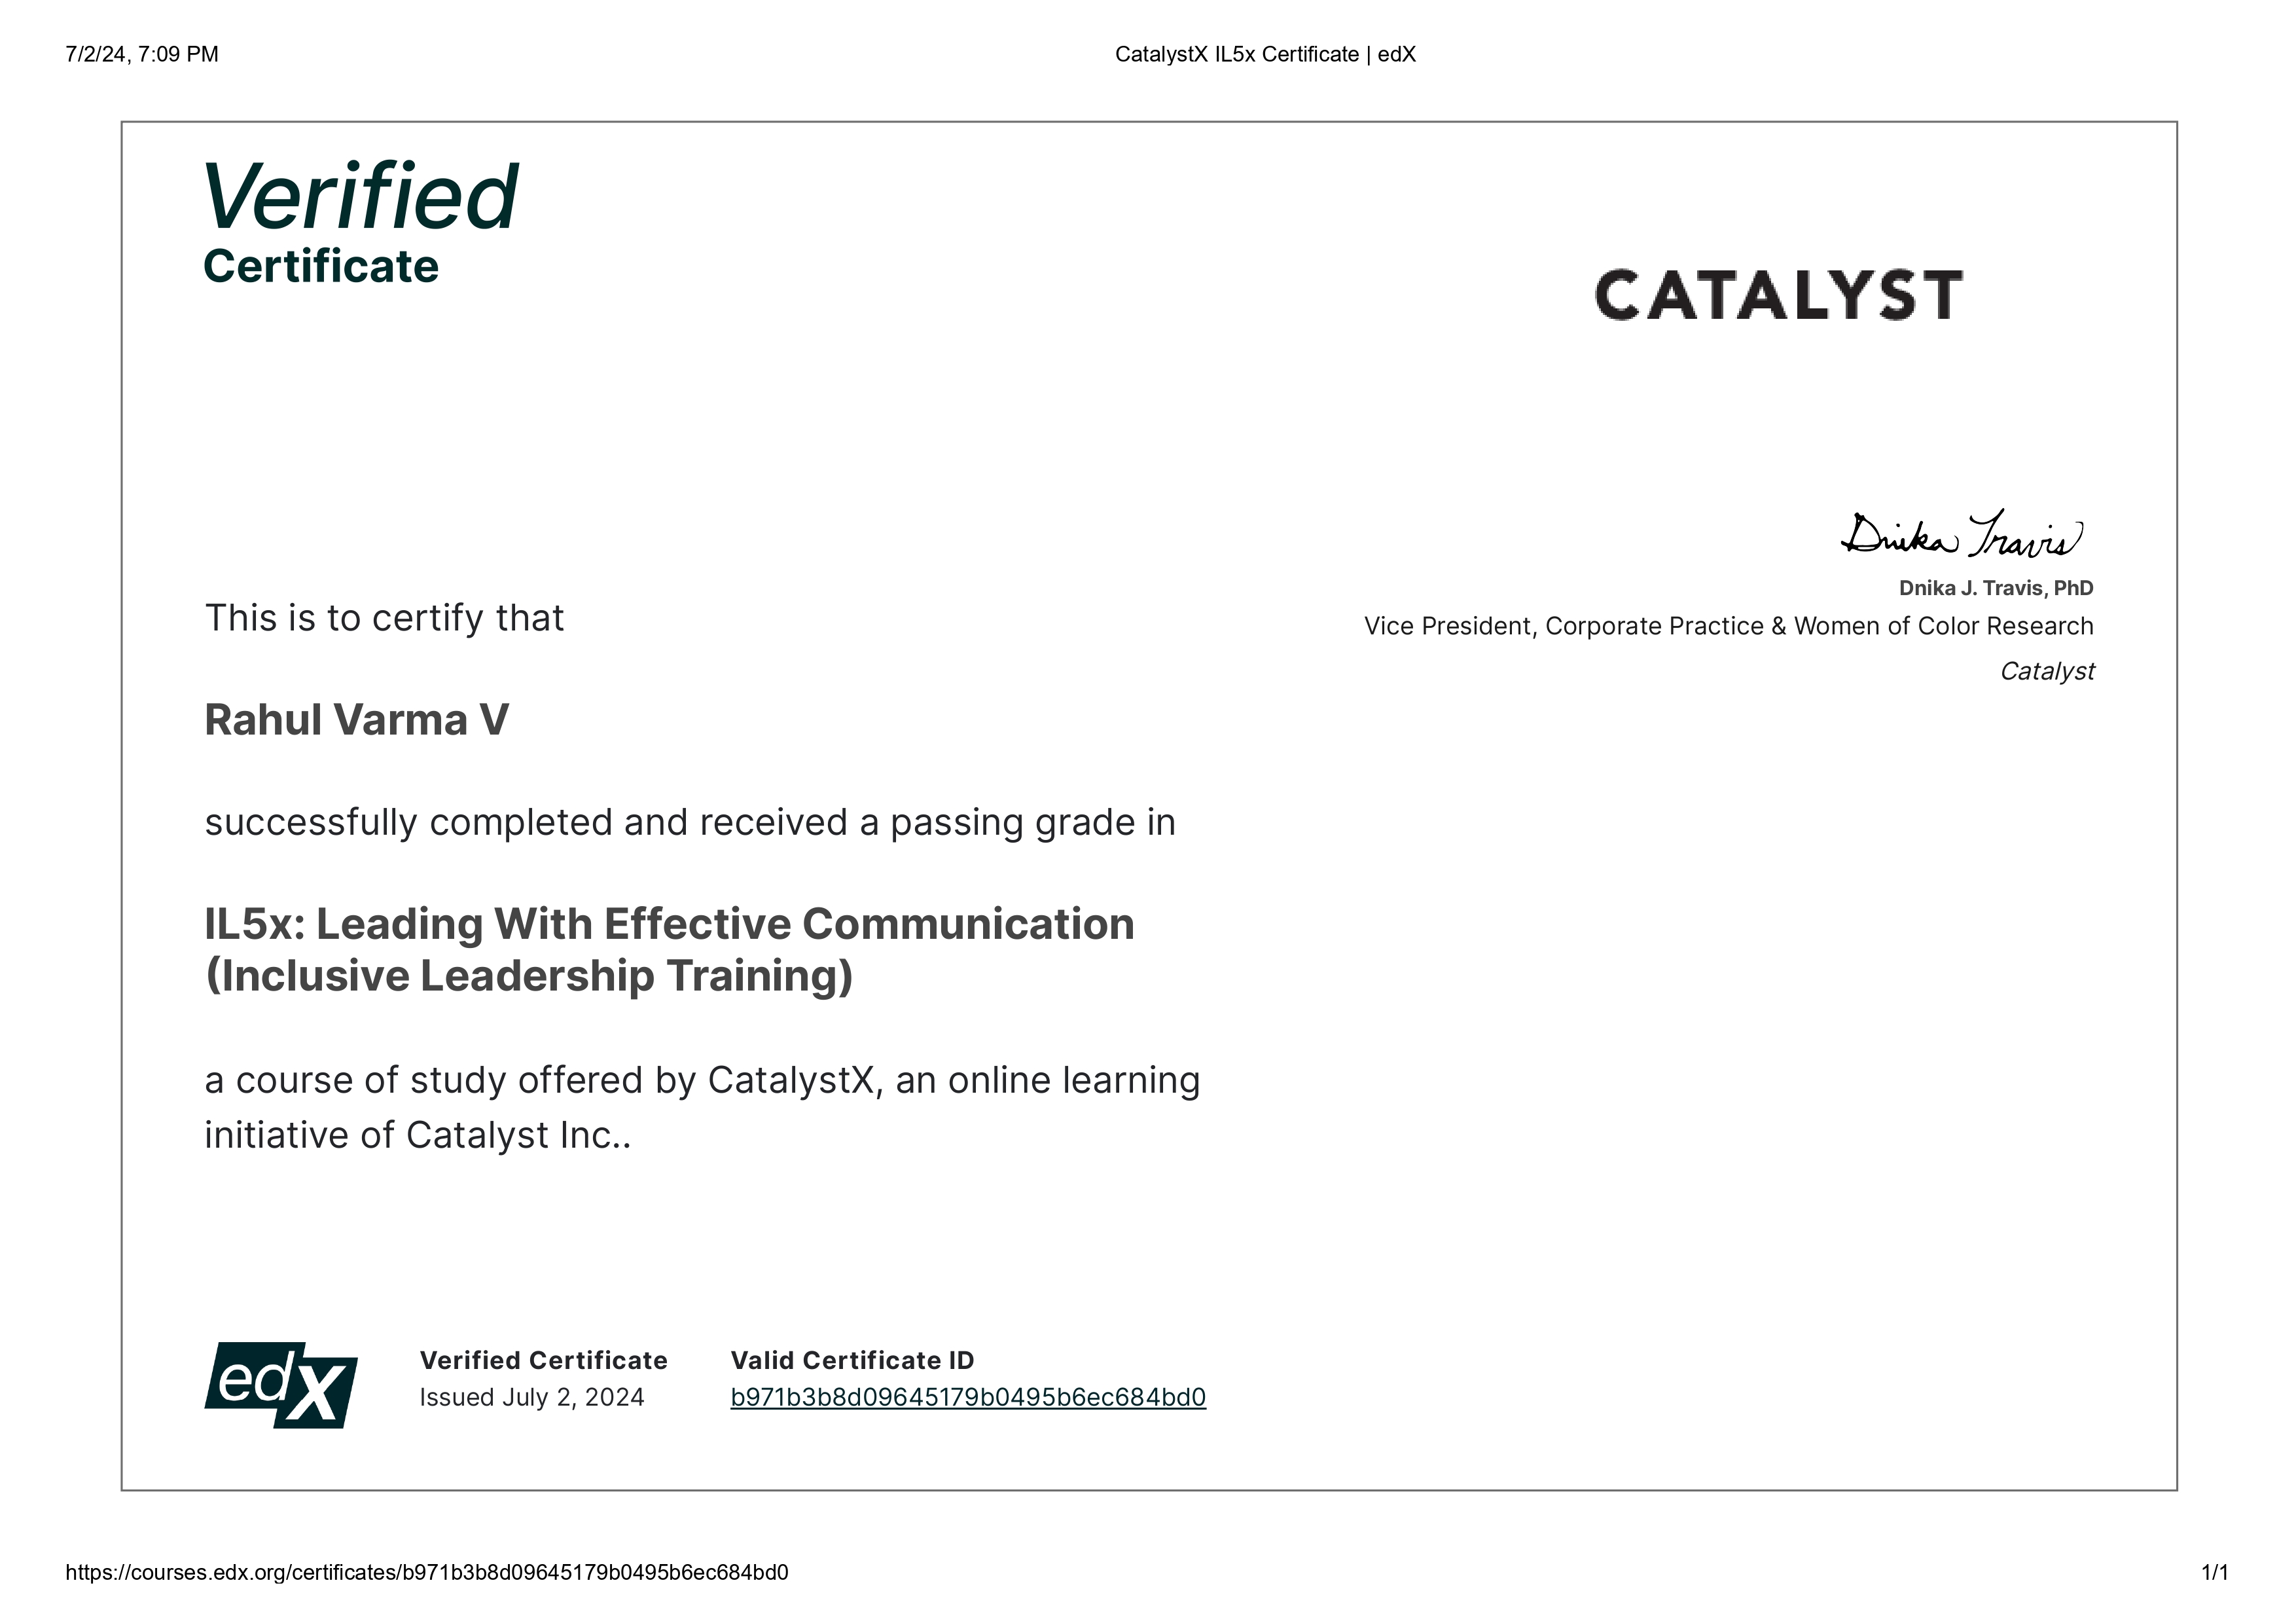 7/2/24, 7:09 PM
CatalystX IL5x Certificate | edX
Verified
Certificate
CATALYST
Dnika Travis
Dnika J. Travis, PhD
Vice President, Corporate Practice & Women of Color Research
Catalyst
This is to certify that
Rahul Varma V
successfully completed and received a passing grade in
IL5x: Leading With Effective Communication
(Inclusive Leadership Training)
a course of study offered by CatalystX, an online learning
initiative of Catalyst Inc..
edX
Verified Certificate
Issued July 2, 2024
Valid Certificate ID
b971b3b8d09645179b0495b6ec684bd0
https://courses.edx.org/certificates/b971b3b8d09645179b0495b6ec684bd0
1/1